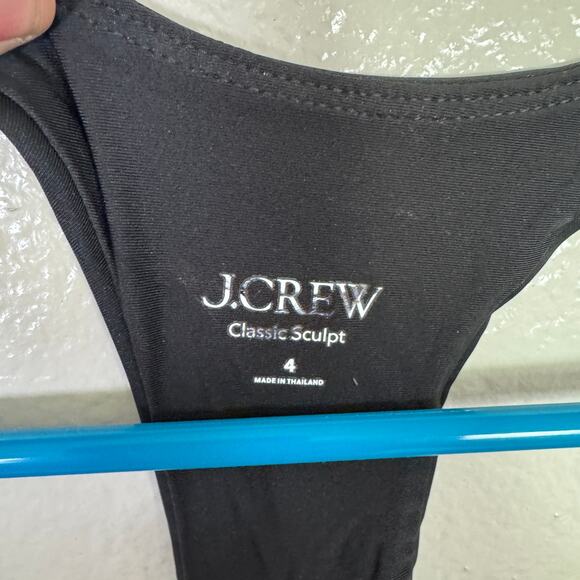 J.CREW
Classic Sculpt
4
MADE IN THAILAND